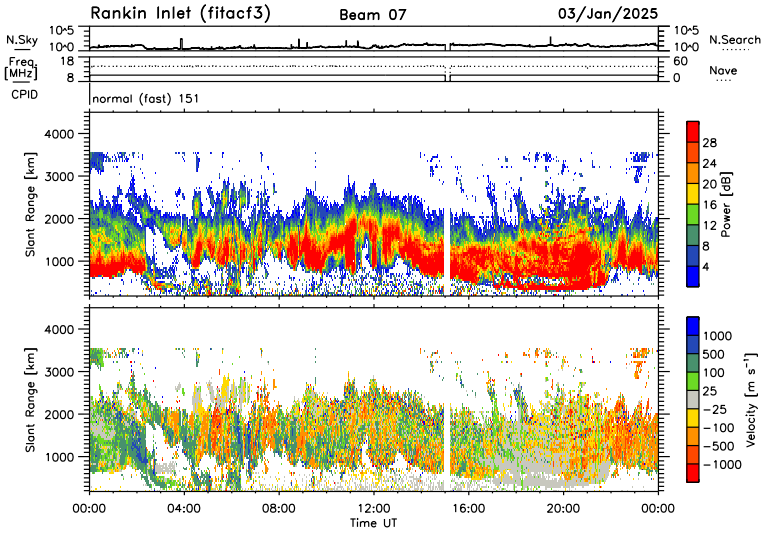 Rankin Inlet (fitacf3) Beam 07 03/Jan/2025
N.Sky 10^5 10^0 10^5 10^0 N.Search
Freq. [MHz] 18 8 60 0 Nave
CPID normal (fast) 151
Slant Range [km]
4000
3000
2000
1000
28
24
20
16
12
8
4
Power [dB]
Slant Range [km]
4000
3000
2000
1000
1000
500
100
25
-25
-100
-500
-1000
Velocity [m s⁻¹]
00:00 04:00 08:00 12:00 16:00 20:00 00:00
Time UT